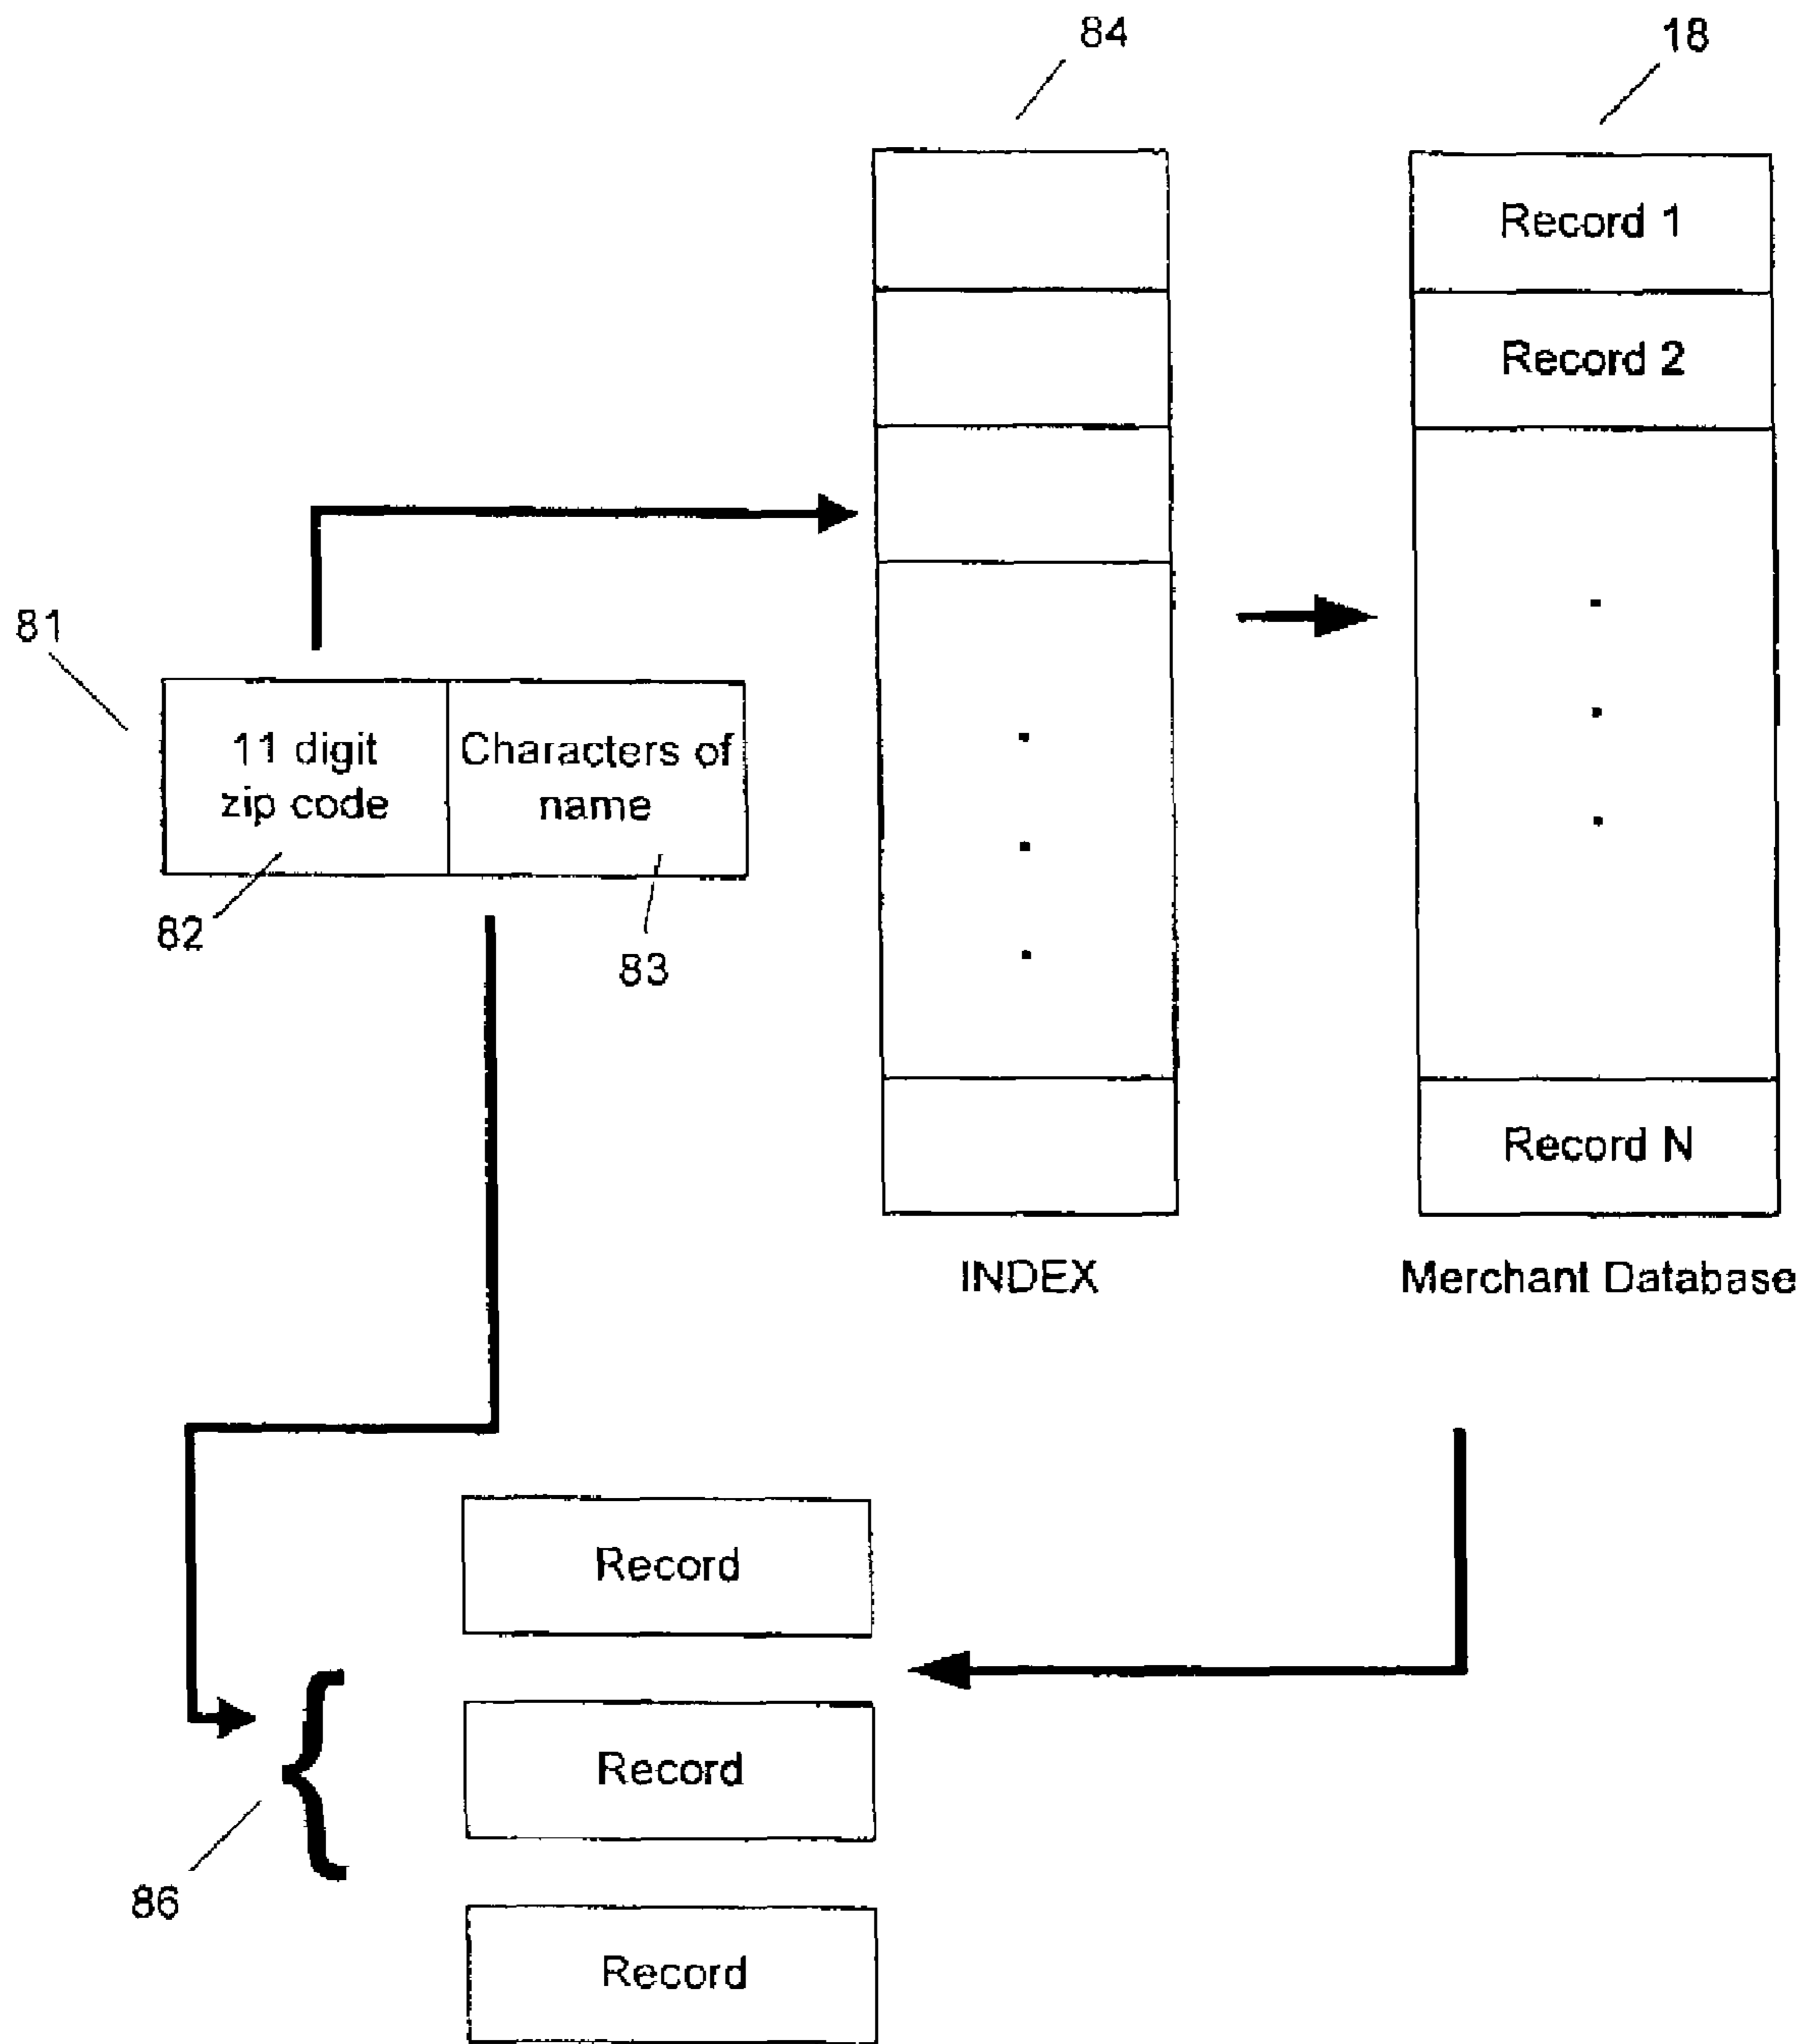 84
18
Record 1
Record 2
81
11 digit
zip code
Characters of
name
82
83
Record N
INDEX
Merchant Database
Record
Record
86
Record